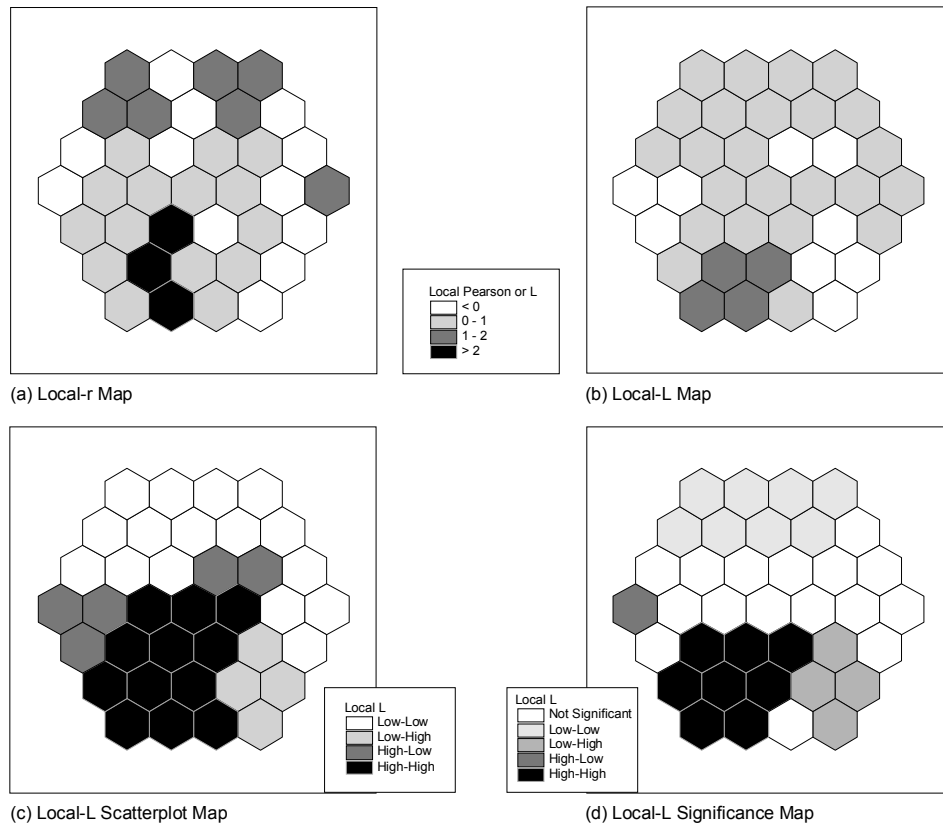 Local Pearson or L
< 0
0 - 1
1 - 2
> 2
(a) Local-r Map
(b) Local-L Map
Local L
Low-Low
Low-High
High-Low
High-High
Local L
Not Significant
Low-Low
Low-High
High-Low
High-High
(c) Local-L Scatterplot Map
(d) Local-L Significance Map